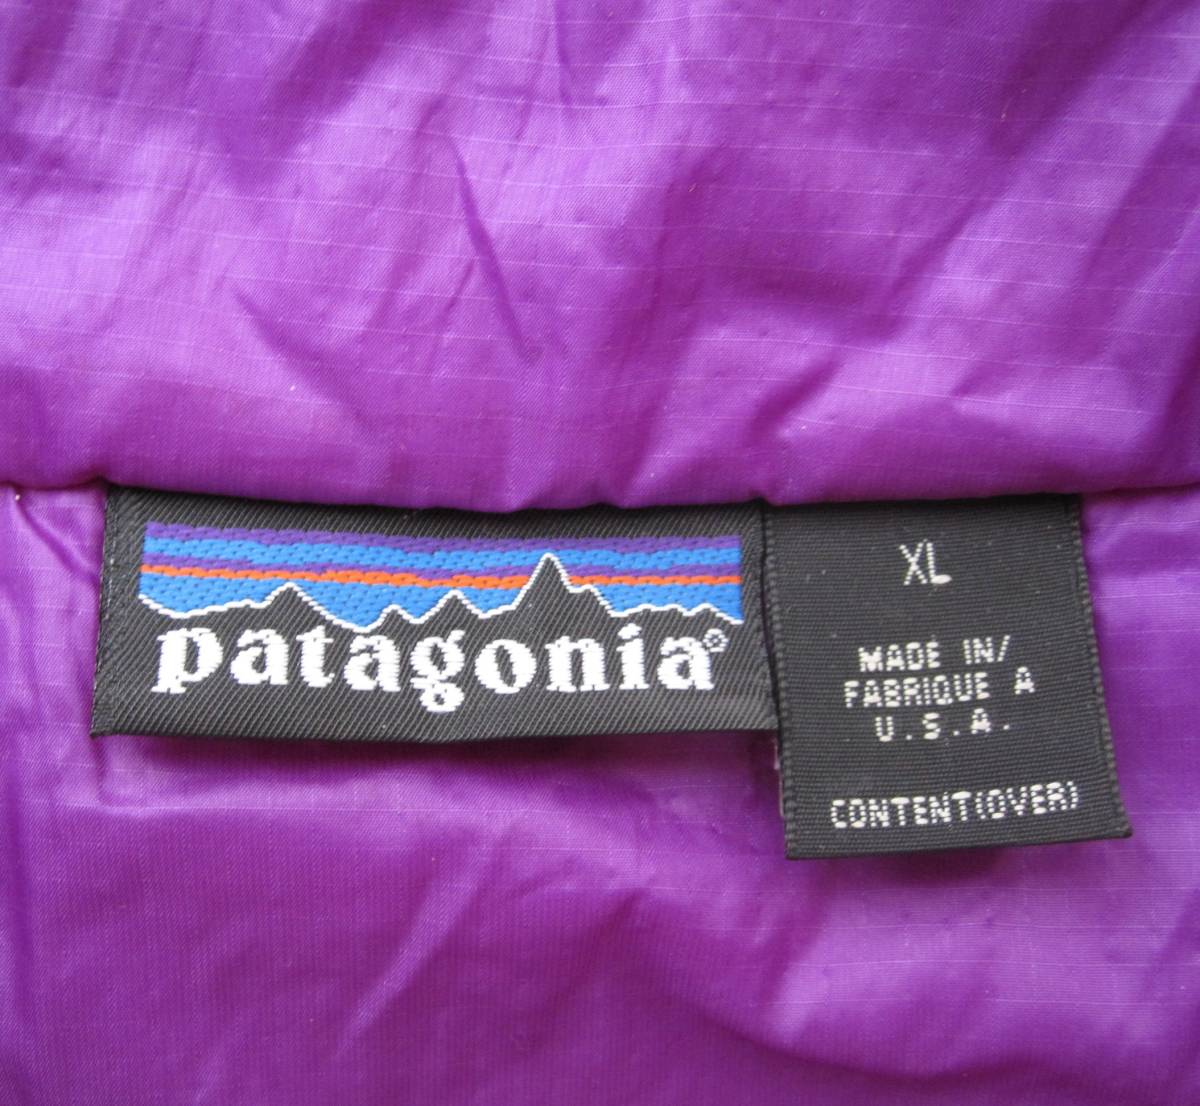 patagonia®
XL
MADE IN/
FABRIQUE A
U.S.A.
CONTENT(OVER)